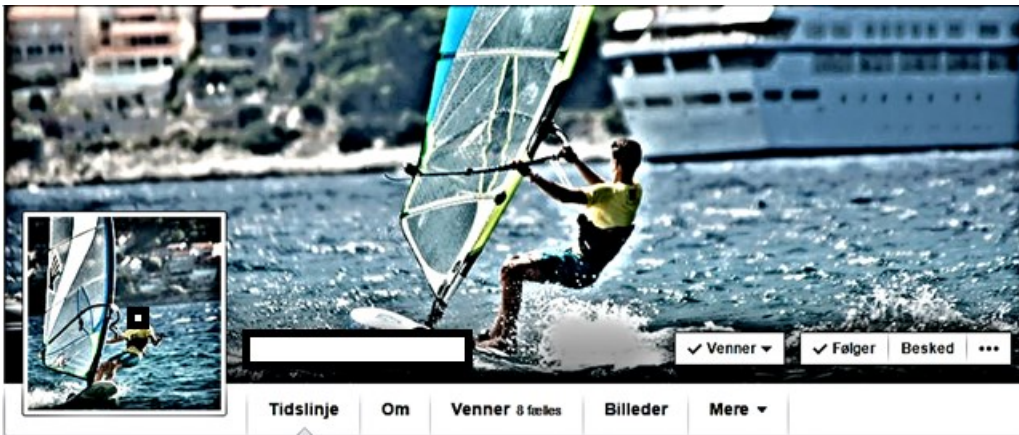 ✓ Venner ▾ ✓ Følger Besked •••
Tidslinje Om Venner 8 fælles Billeder Mere ▾